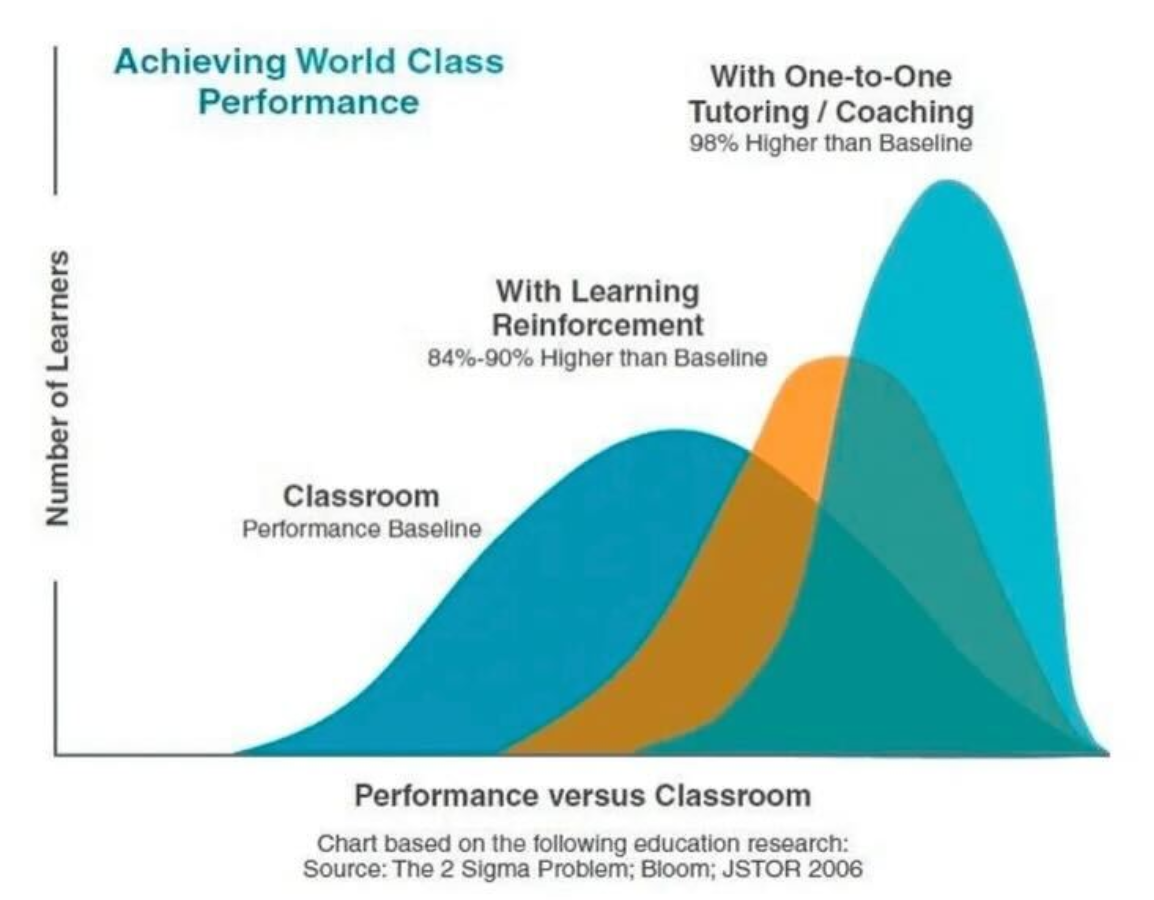 Achieving World Class
Performance
With One-to-One
Tutoring / Coaching
98% Higher than Baseline
With Learning
Reinforcement
84%-90% Higher than Baseline
Classroom
Performance Baseline
Number of Learners
Performance versus Classroom
Chart based on the following education research:
Source: The 2 Sigma Problem; Bloom; JSTOR 2006